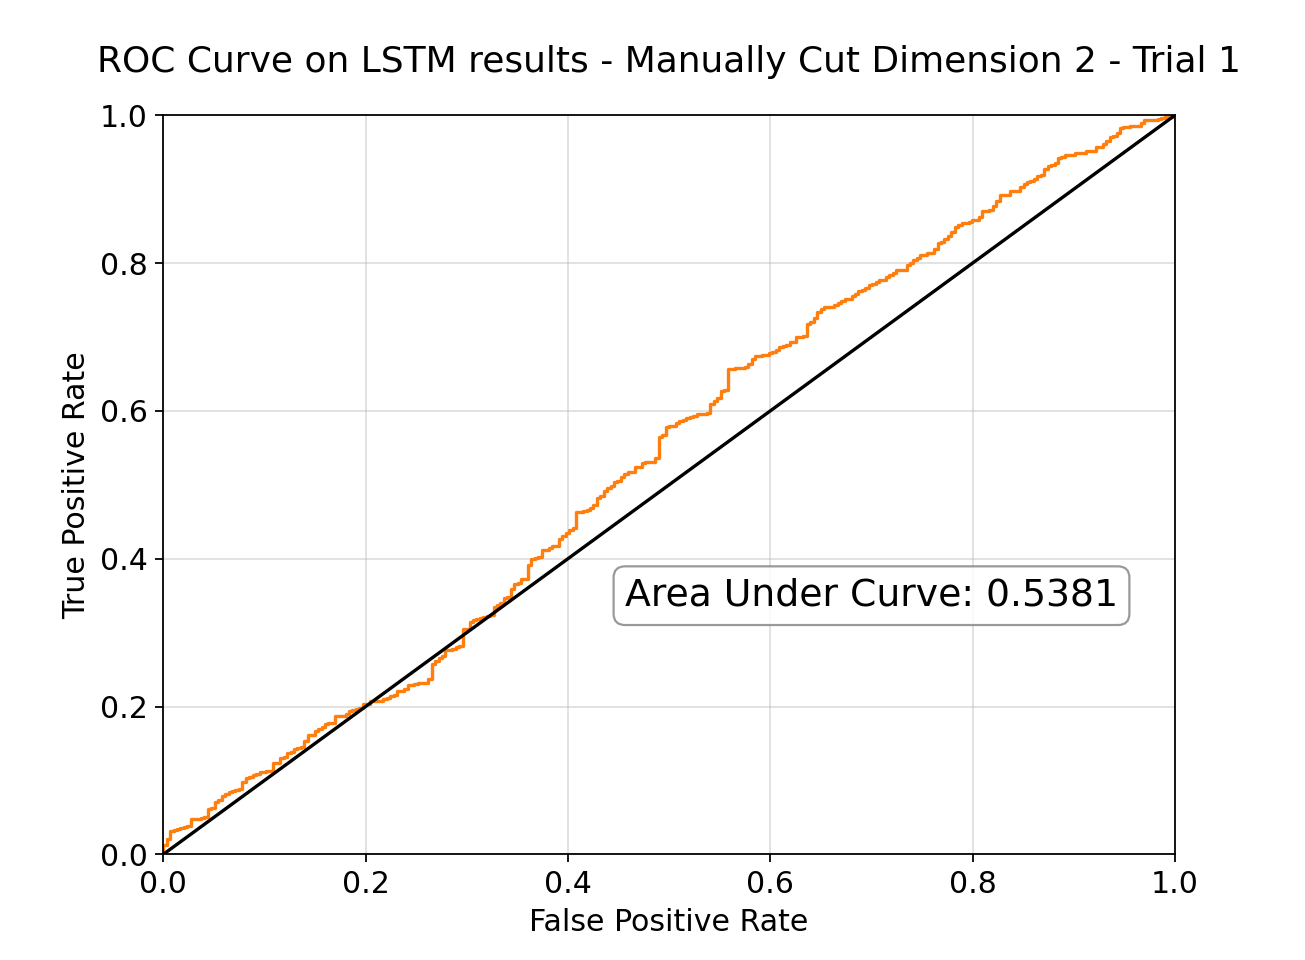 ROC Curve on LSTM results - Manually Cut Dimension 2 - Trial 1
1.0
0.8
0.6
0.4
0.2
0.0
True Positive Rate
Area Under Curve: 0.5381
0.0 0.2 0.4 0.6 0.8 1.0
False Positive Rate